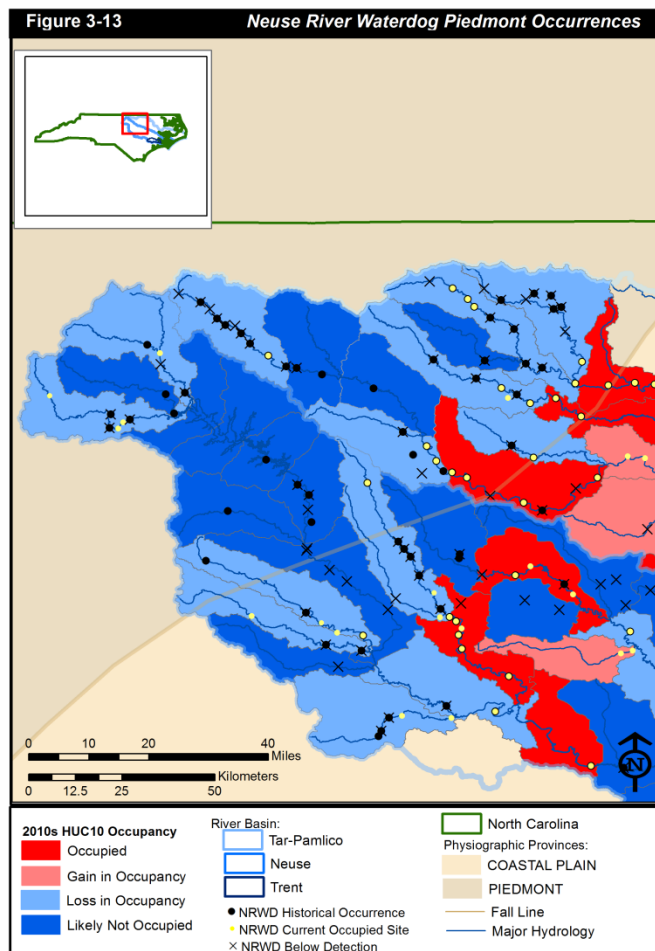 Figure 3-13 Neuse River Waterdog Piedmont Occurrences
0 10 20 40
Miles
Kilometers
0 12.5 25 50
N
2010s HUC10 Occupancy
Occupied
Gain in Occupancy
Loss in Occupancy
Likely Not Occupied
River Basin:
Tar-Pamlico
Neuse
Trent
NRWD Historical Occurrence
NRWD Current Occupied Site
NRWD Below Detection
North Carolina
Physiographic Provinces:
COASTAL PLAIN
PIEDMONT
Fall Line
Major Hydrology